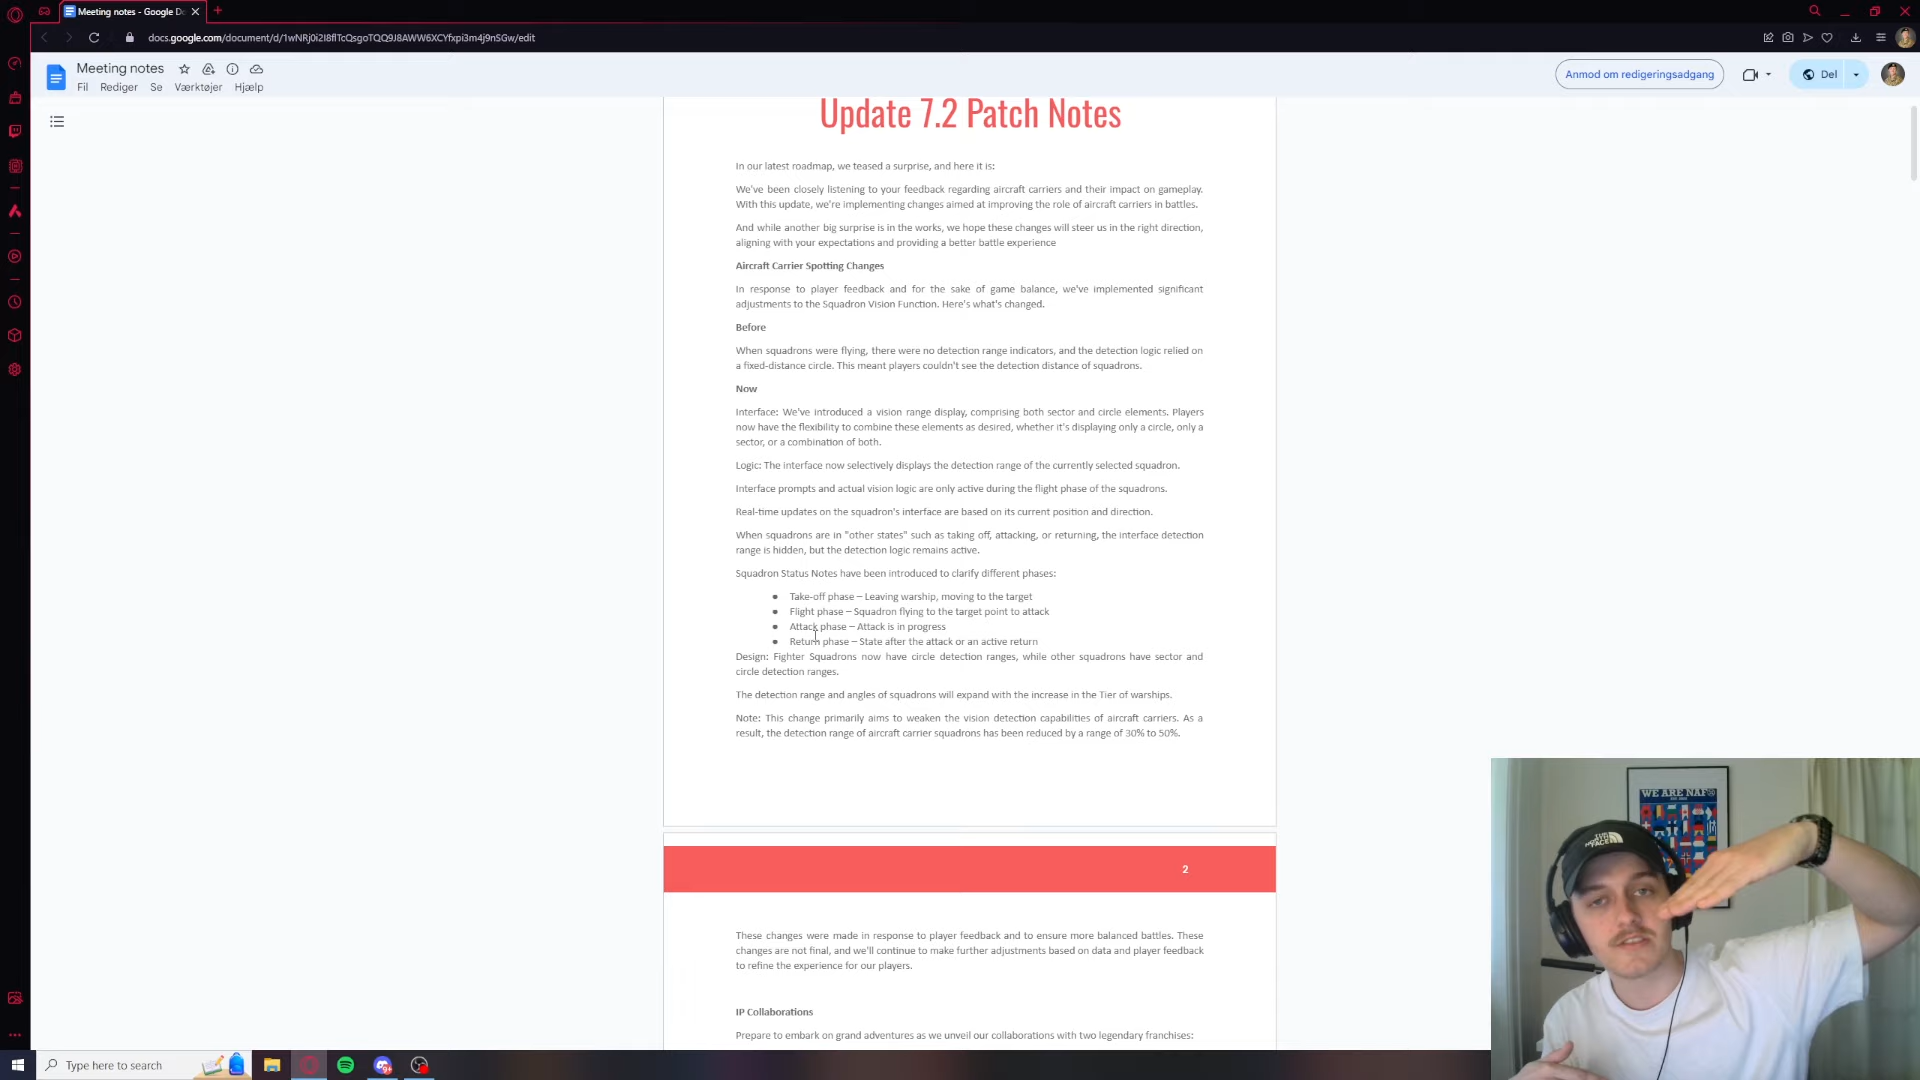 Meeting notes - Google D
docs.google.com/document/d/1wNRj0i2I8flTcQsgoTQQ9J8AWW6XCYfxpi3m4j9nSGw/edit
Meeting notes
Fil Rediger Se Værktøjer Hjælp
Anmod om redigeringsadgang
Del
Update 7.2 Patch Notes
In our latest roadmap, we teased a surprise, and here it is:
We've been closely listening to your feedback regarding aircraft carriers and their impact on gameplay.
With this update, we're implementing changes aimed at improving the role of aircraft carriers in battles.
And while another big surprise is in the works, we hope these changes will steer us in the right direction,
aligning with your expectations and providing a better battle experience
Aircraft Carrier Spotting Changes
In response to player feedback and for the sake of game balance, we've implemented significant
adjustments to the Squadron Vision Function. Here's what's changed.
Before
When squadrons were flying, there were no detection range indicators, and the detection logic relied on
a fixed-distance circle. This meant players couldn't see the detection distance of squadrons.
Now
Interface: We've introduced a vision range display, comprising both sector and circle elements. Players
now have the flexibility to combine these elements as desired, whether it's displaying only a circle, only a
sector, or a combination of both.
Logic: The interface now selectively displays the detection range of the currently selected squadron.
Interface prompts and actual vision logic are only active during the flight phase of the squadrons.
Real-time updates on the squadron's interface are based on its current position and direction.
When squadrons are in "other states" such as taking off, attacking, or returning, the interface detection
range is hidden, but the detection logic remains active.
Squadron Status Notes have been introduced to clarify different phases:
● Take-off phase – Leaving warship, moving to the target
● Flight phase – Squadron flying to the target point to attack
● Attack phase – Attack is in progress
● Return phase – State after the attack or an active return
Design: Fighter Squadrons now have circle detection ranges, while other squadrons have sector and
circle detection ranges.
The detection range and angles of squadrons will expand with the increase in the Tier of warships.
Note: This change primarily aims to weaken the vision detection capabilities of aircraft carriers. As a
result, the detection range of aircraft carrier squadrons has been reduced by a range of 30% to 50%.
2
These changes were made in response to player feedback and to ensure more balanced battles. These
changes are not final, and we'll continue to make further adjustments based on data and player feedback
to refine the experience for our players.
IP Collaborations
Prepare to embark on grand adventures as we unveil our collaborations with two legendary franchises:
WE ARE NAF
THE NORTH FACE
Type here to search
9+